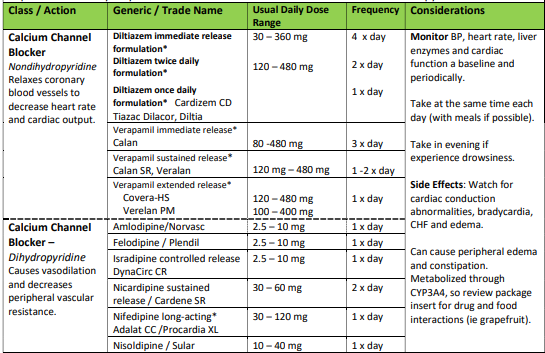 Class / Action
Generic / Trade Name
Usual Daily Dose
Range
Frequency
Considerations
Calcium Channel
Blocker
Nondihydropyridine
Relaxes coronary
blood vessels to
decrease heart rate
and cardiac output.
Diltiazem immediate release
formulation*
30 – 360 mg
4 x day
Diltiazem twice daily
formulation*
120 – 480 mg
2 x day
Diltiazem once daily
formulation* Cardizem CD
Tiazac Dilacor, Diltia
1 x day
Verapamil immediate release*
Calan
80 -480 mg
3 x day
Verapamil sustained release*
Calan SR, Veralan
120 mg – 480 mg
1 -2 x day
Verapamil extended release*
Covera-HS
120 – 480 mg
1 x day
Verelan PM
100 – 400 mg
1 x day
Calcium Channel
Blocker –
Dihydropyridine
Causes vasodilation
and decreases
peripheral vascular
resistance.
Amlodipine/Norvasc
2.5 – 10 mg
1 x day
Felodipine / Plendil
2.5 – 10 mg
1 x day
Isradipine controlled release
DynaCirc CR
2.5 – 10 mg
1 x day
Nicardipine sustained
release / Cardene SR
30 – 60 mg
2 x day
Nifedipine long-acting*
Adalat CC /Procardia XL
30 – 120 mg
1 x day
Nisoldipine / Sular
10 – 40 mg
1 x day
Monitor BP, heart rate, liver
enzymes and cardiac
function a baseline and
periodically.
Take at the same time each
day (with meals if possible).
Take in evening if
experience drowsiness.
Side Effects: Watch for
cardiac conduction
abnormalities, bradycardia,
CHF and edema.
Can cause peripheral edema
and constipation.
Metabolized through
CYP3A4, so review package
insert for drug and food
interactions (ie grapefruit).